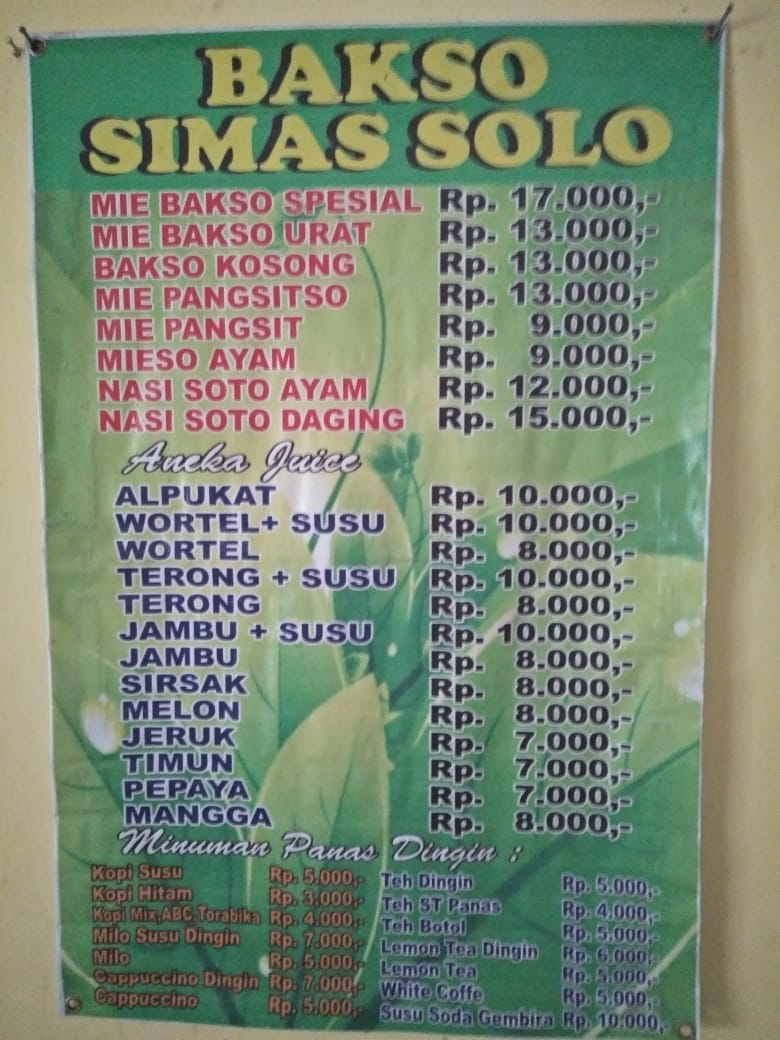 BAKSO
SIMAS SOLO
MIE BAKSO SPESIAL Rp. 17.000,-
MIE BAKSO URAT Rp. 13.000,-
BAKSO KOSONG Rp. 13.000,-
MIE PANGSITSO Rp. 13.000,-
MIE PANGSIT Rp. 9.000,-
MIESO AYAM Rp. 9.000,-
NASI SOTO AYAM Rp. 12.000,-
NASI SOTO DAGING Rp. 15.000,-
Aneka Juice
ALPUKAT Rp. 10.000,-
WORTEL+ SUSU Rp. 10.000,-
WORTEL Rp. 8.000,-
TERONG + SUSU Rp. 10.000,-
TERONG Rp. 8.000,-
JAMBU + SUSU Rp. 10.000,-
JAMBU Rp. 8.000,-
SIRSAK Rp. 8.000,-
MELON Rp. 8.000,-
JERUK Rp. 7.000,-
TIMUN Rp. 7.000,-
PEPAYA Rp. 7.000,-
MANGGA Rp. 8.000,-
Minuman Panas Dingin :
Kopi Susu Rp. 5.000,-
Kopi Hitam Rp. 3.000,-
Kopi Mix,ABC,Torabika Rp. 4.000,-
Milo Susu Dingin Rp. 7.000,-
Milo Rp. 5.000,-
Cappuccino Dingin Rp. 7.000,-
Cappuccino Rp. 5.000,-
Teh Dingin Rp. 5.000,-
Teh ST Panas Rp. 4.000,-
Teh Botol Rp. 5.000,-
Lemon Tea Dingin Rp. 6.000,-
Lemon Tea Rp. 5.000,-
White Coffe Rp. 5.000,-
Susu Soda Gembira Rp. 10.000,-